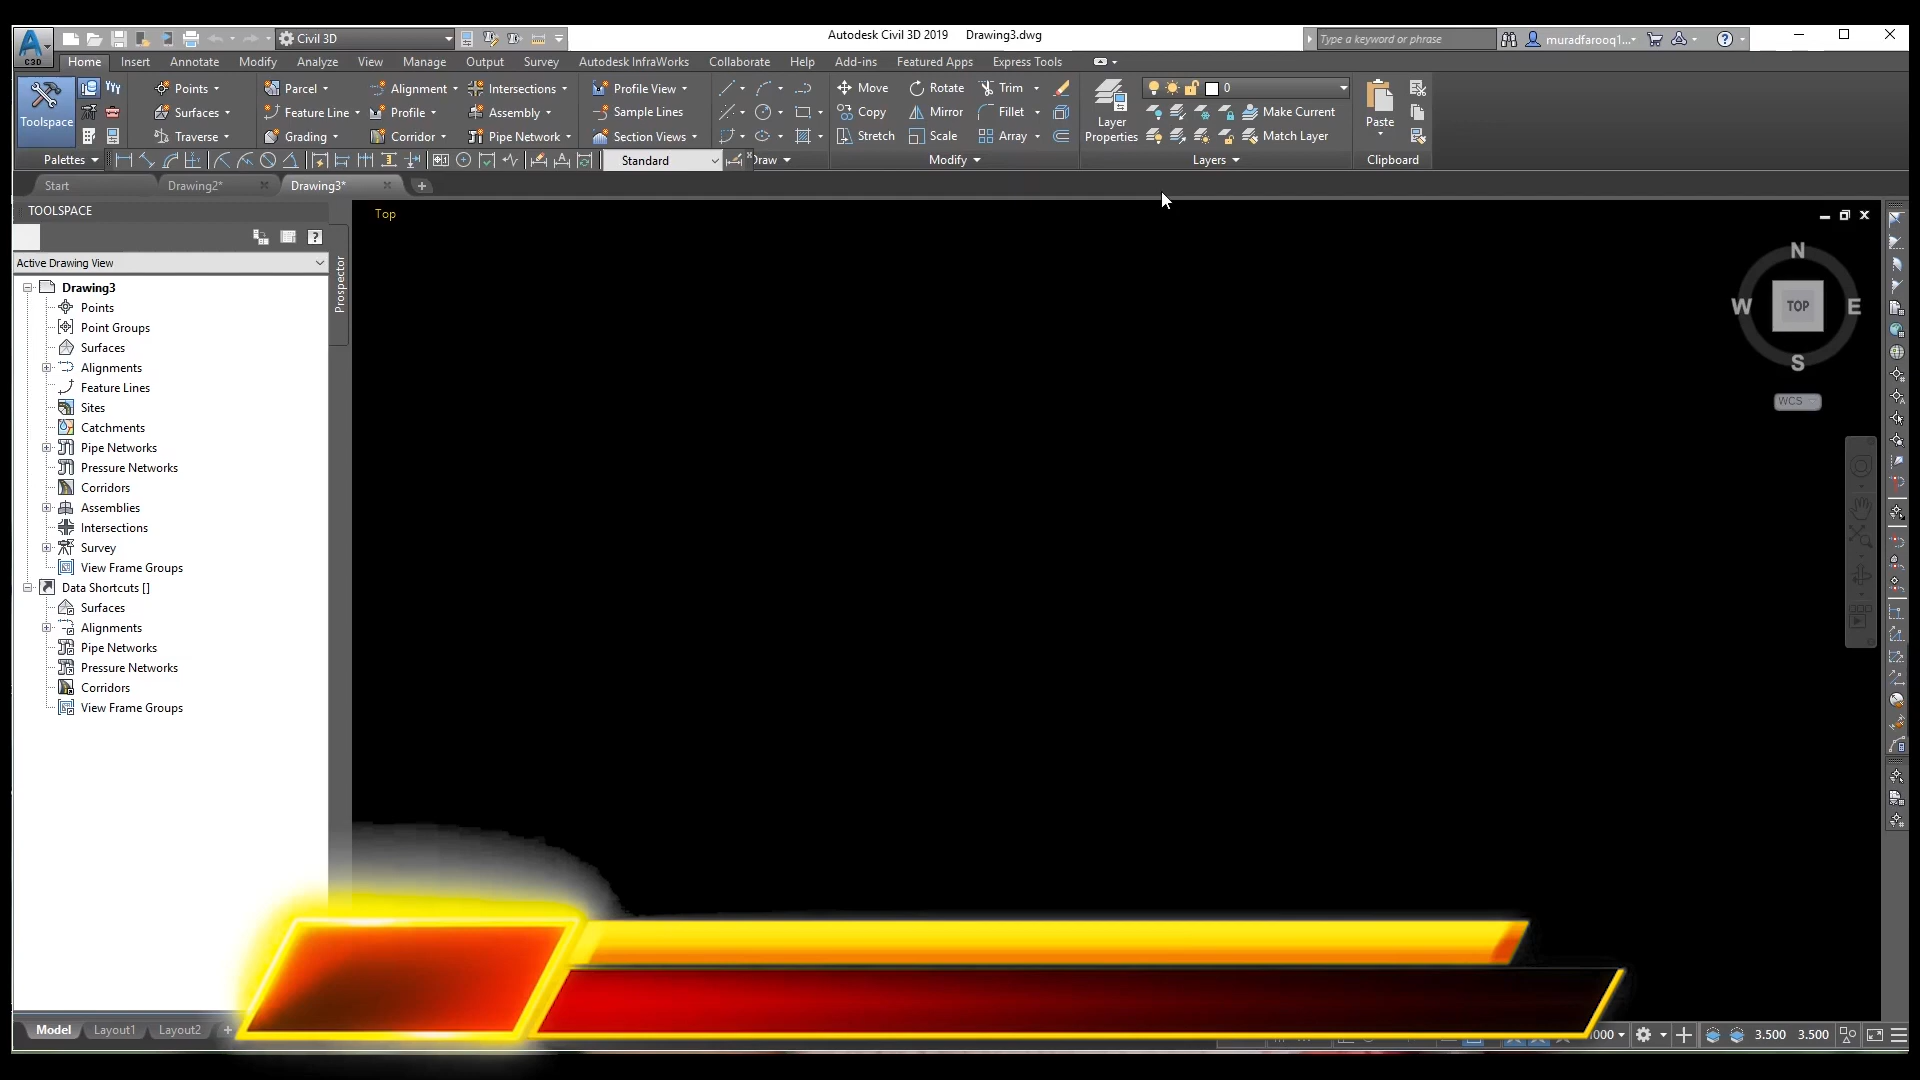 Civil 3D
Autodesk Civil 3D 2019 Drawing3.dwg
Type a keyword or phrase
muradfarooq1...
C3D
Home Insert Annotate Modify Analyze View Manage Output Survey Autodesk InfraWorks Collaborate Help Add-ins Featured Apps Express Tools
Toolspace
Points
Surfaces
Traverse
Parcel
Feature Line
Grading
Alignment
Profile
Corridor
Intersections
Assembly
Pipe Network
Profile View
Sample Lines
Section Views
Move
Copy
Stretch
Rotate
Mirror
Scale
Trim
Fillet
Array
Layer
Properties
0
Make Current
Match Layer
Paste
Palettes
Standard
Draw
Modify
Layers
Clipboard
Start
Drawing2*
Drawing3*
TOOLSPACE
Top
?
Active Drawing View
Prospector
Drawing3
Points
Point Groups
Surfaces
Alignments
Feature Lines
Sites
Catchments
Pipe Networks
Pressure Networks
Corridors
Assemblies
Intersections
Survey
View Frame Groups
Data Shortcuts []
Surfaces
Alignments
Pipe Networks
Pressure Networks
Corridors
View Frame Groups
N
W
TOP
E
S
WCS
Model
Layout1
Layout2
3.500
3.500